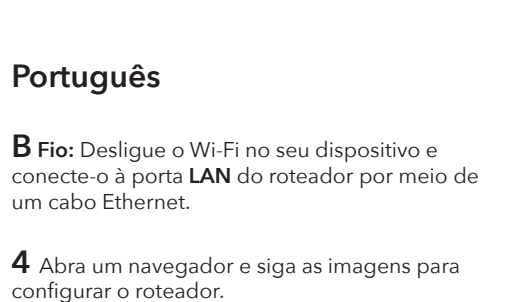 Português
B Fio: Desligue o Wi-Fi no seu dispositivo e
conecte-o à porta LAN do roteador por meio de
um cabo Ethernet.
4 Abra um navegador e siga as imagens para
configurar o roteador.